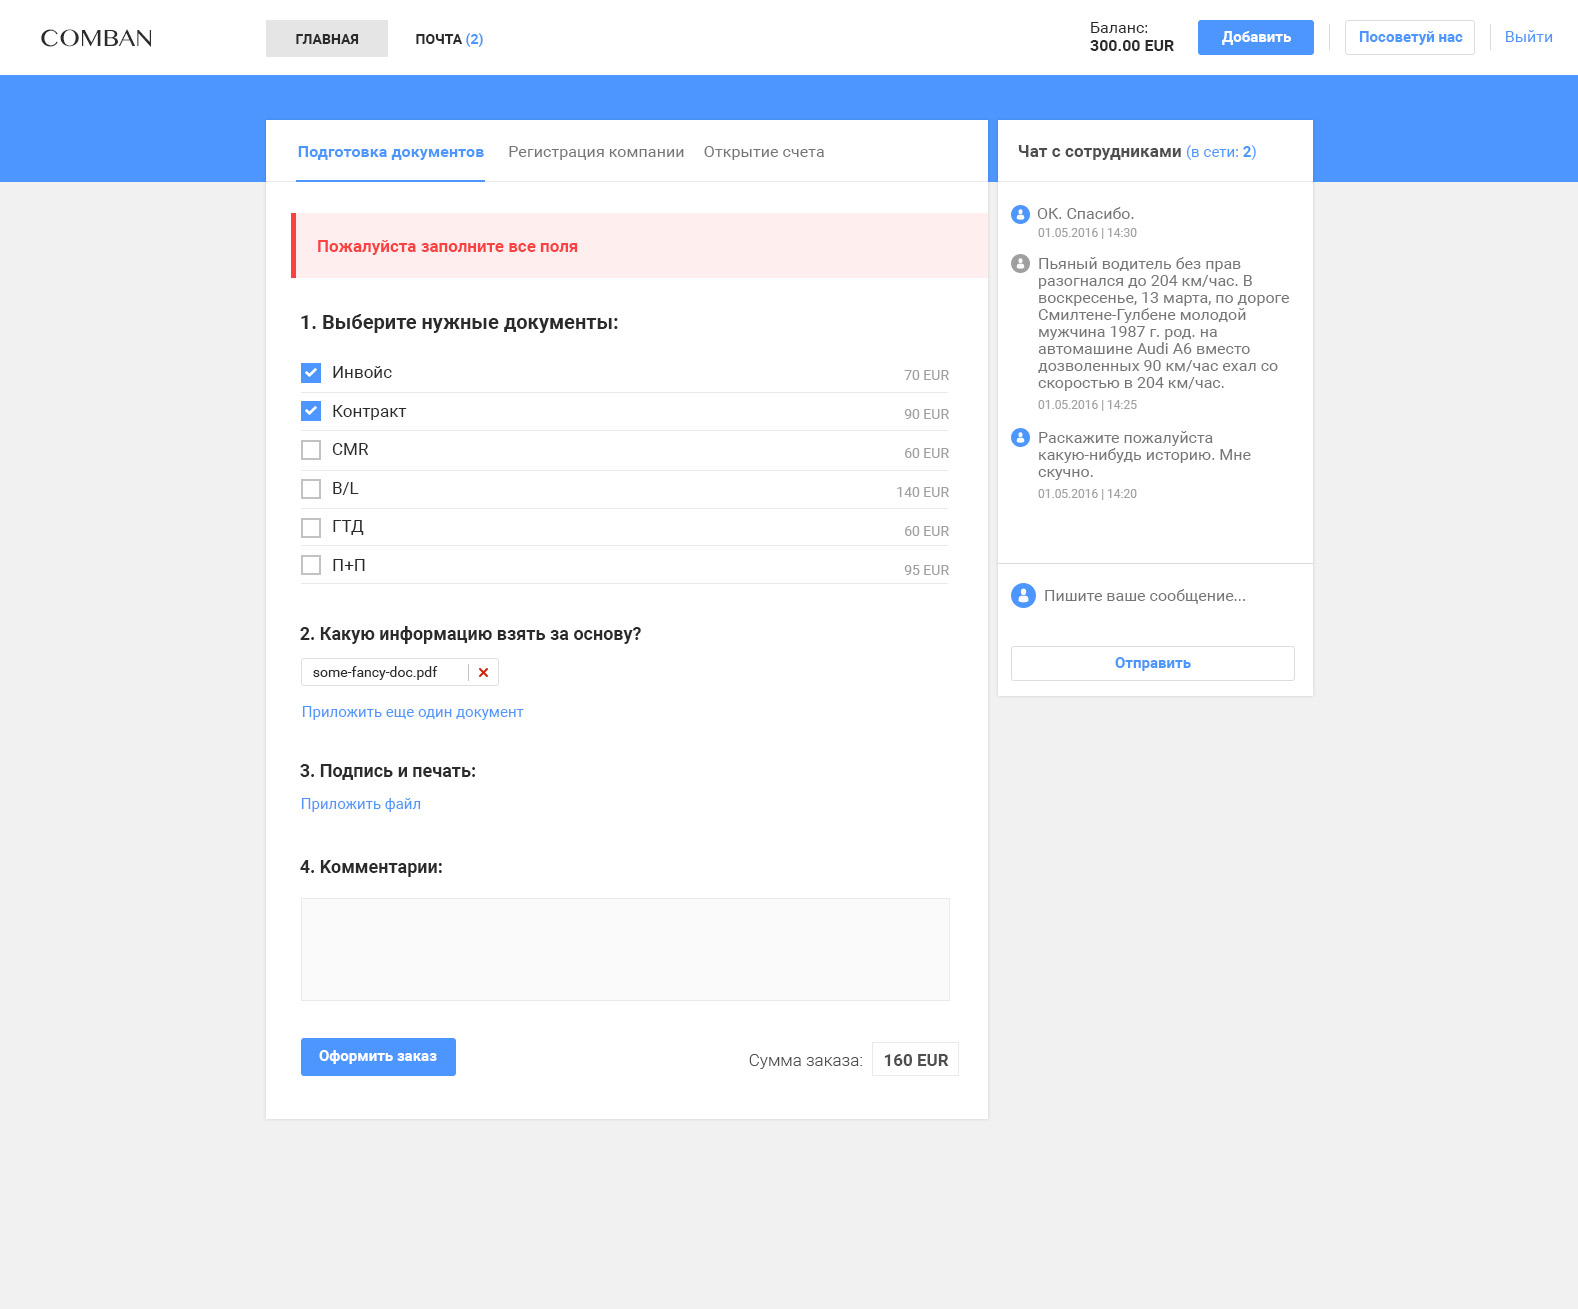 COMBAN
ГЛАВНАЯ
ПОЧТА (2)
Баланс:
300.00 EUR
Добавить
Посоветуй нас
Выйти
Подготовка документов
Регистрация компании
Открытие счета
Пожалуйста заполните все поля
1. Выберите нужные документы:
Инвойс 70 EUR
Контракт 90 EUR
CMR 60 EUR
B/L 140 EUR
ГТД 60 EUR
П+П 95 EUR
2. Какую информацию взять за основу?
some-fancy-doc.pdf
Приложить еще один документ
3. Подпись и печать:
Приложить файл
4. Комментарии:
Оформить заказ
Сумма заказа: 160 EUR
Чат с сотрудниками (в сети: 2)
ОК. Спасибо.
01.05.2016 | 14:30
Пьяный водитель без прав
разогнался до 204 км/час. В
воскресенье, 13 марта, по дороге
Смилтене-Гулбене молодой
мужчина 1987 г. род. на
автомашине Audi A6 вместо
дозволенных 90 км/час ехал со
скоростью в 204 км/час.
01.05.2016 | 14:25
Раскажите пожалуйста
какую-нибудь историю. Мне
скучно.
01.05.2016 | 14:20
Пишите ваше сообщение...
Отправить